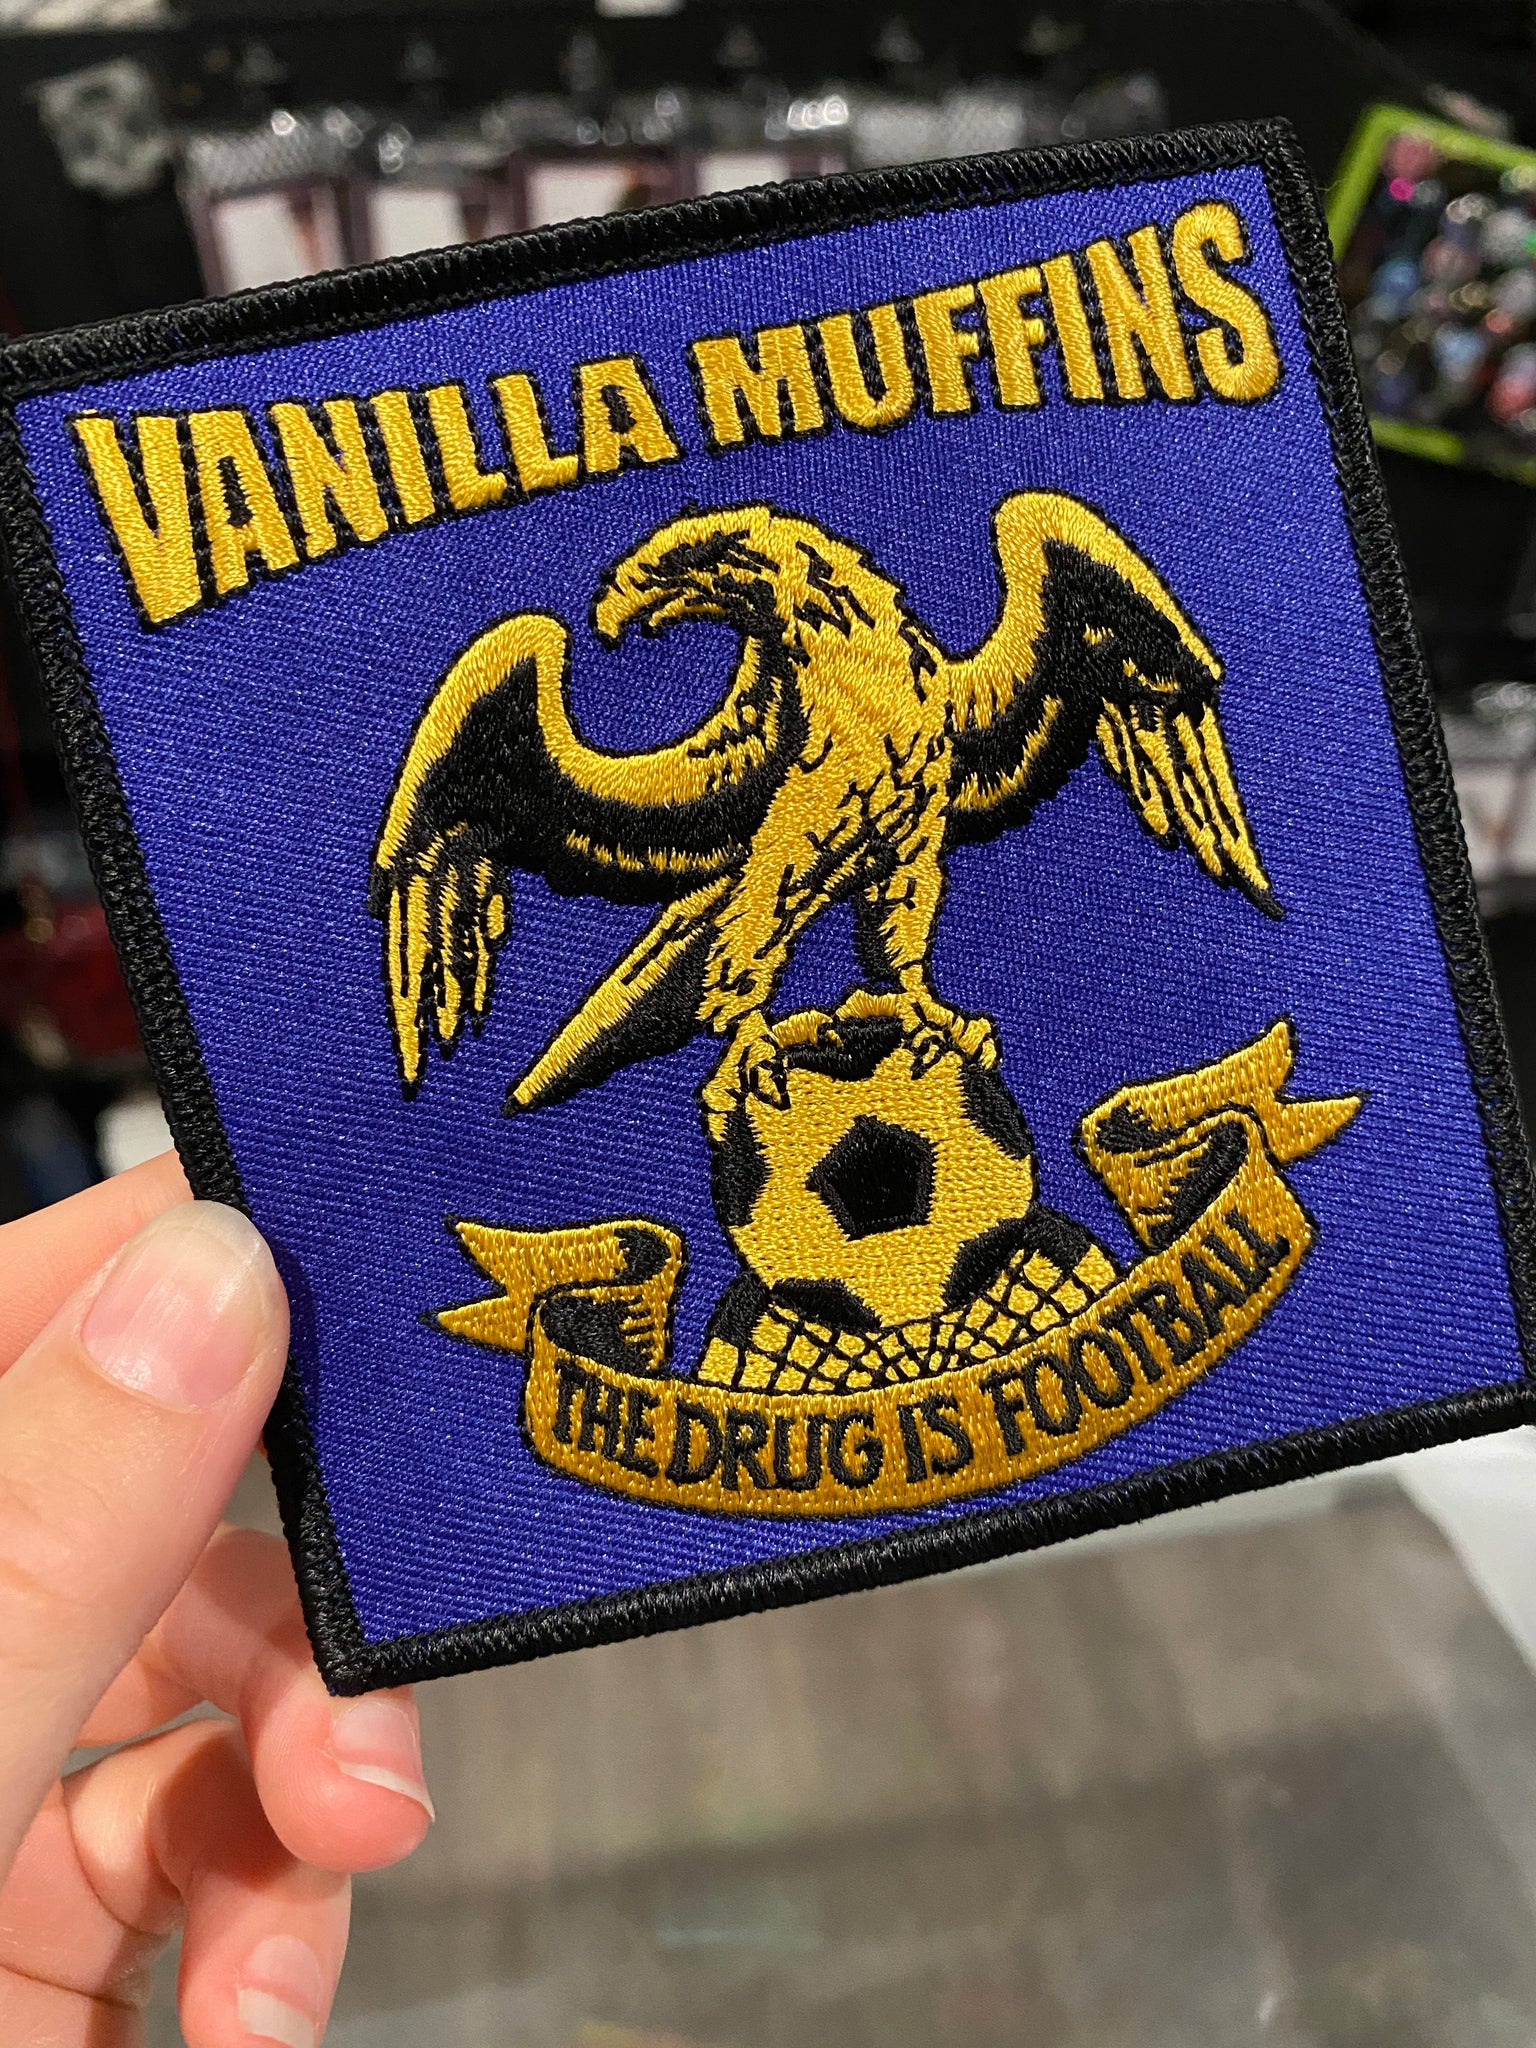 VANILLA MUFFINS
THE DRUG IS FOOTBALL